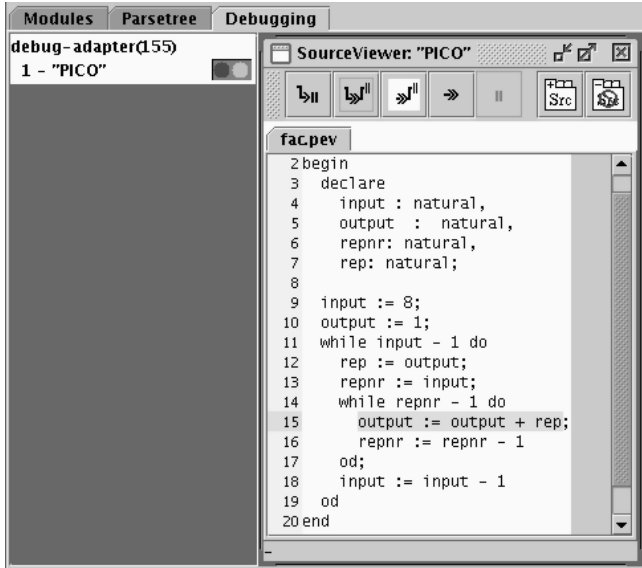 Modules Parsetree Debugging
debug-adapter(155)
1 - "PICO"
SourceViewer: "PICO"
Src
fac.pev
2 begin
3 declare
4 input : natural,
5 output : natural,
6 repnr: natural,
7 rep: natural;
8
9 input := 8;
10 output := 1;
11 while input - 1 do
12 rep := output;
13 repnr := input;
14 while repnr - 1 do
15 output := output + rep;
16 repnr := repnr - 1
17 od;
18 input := input - 1
19 od
20 end
-